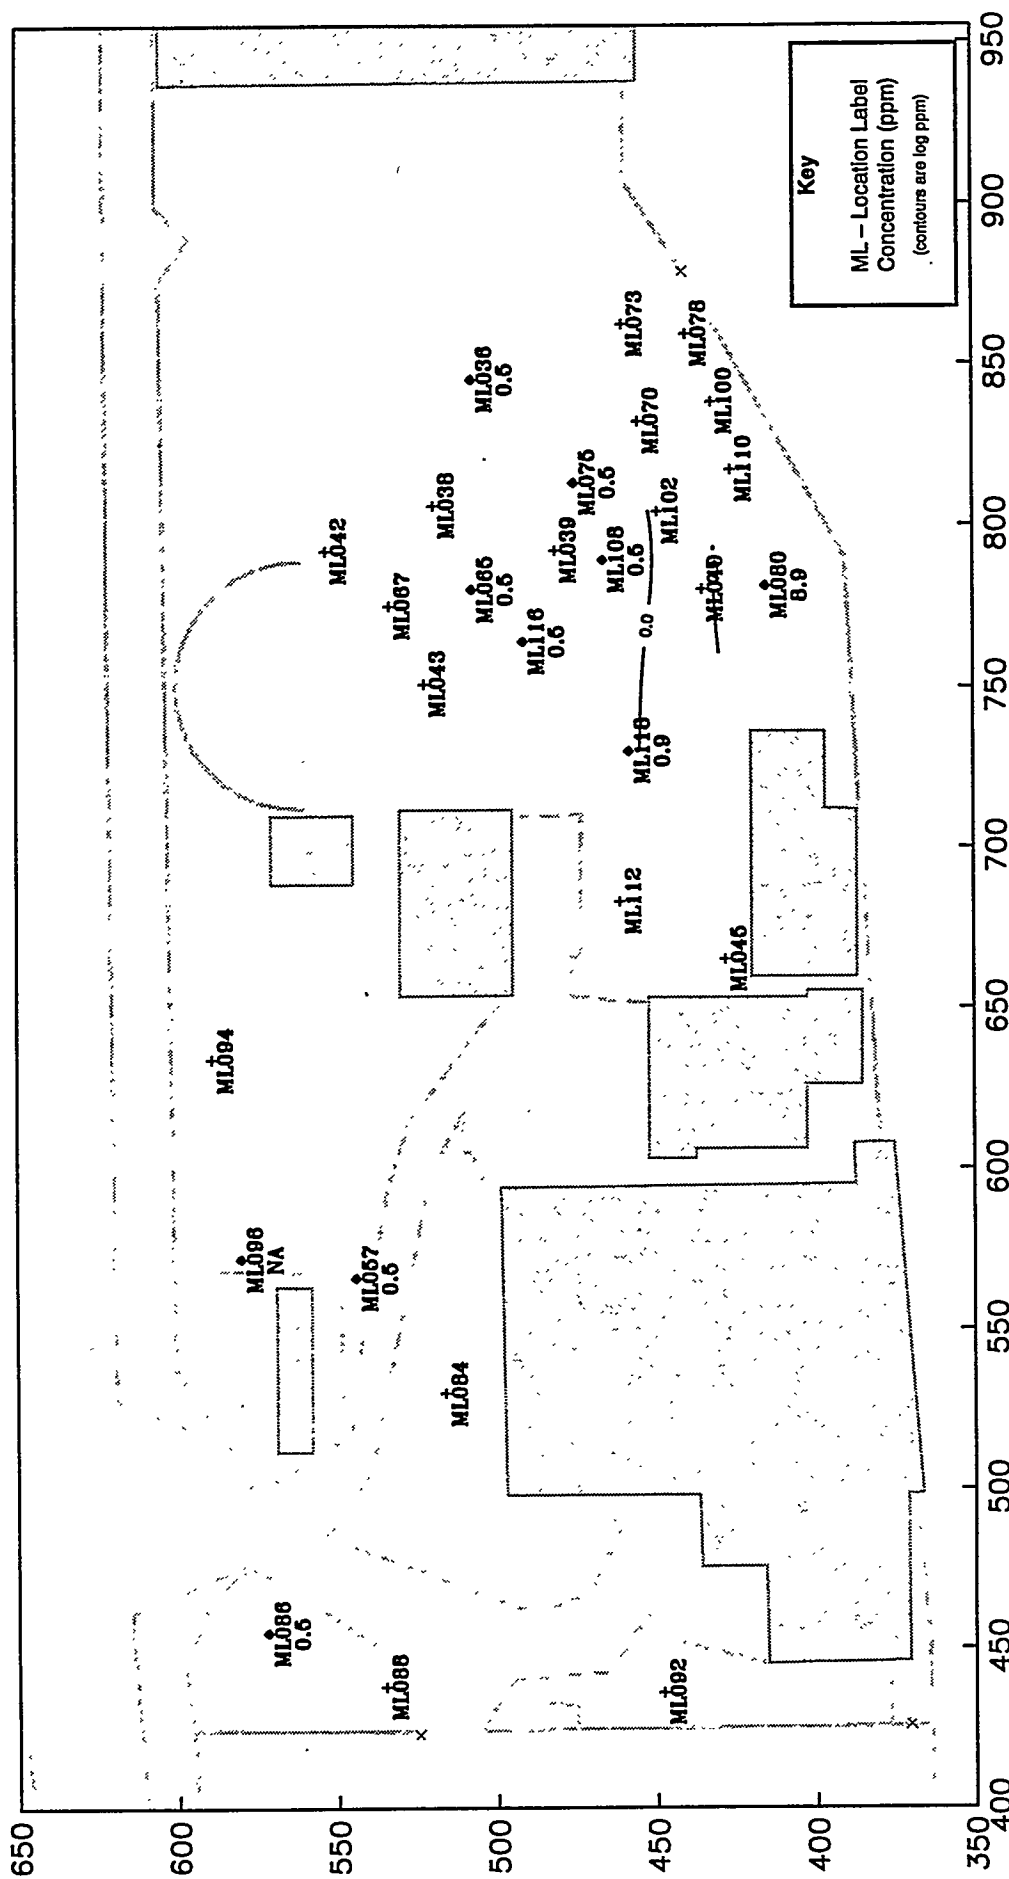 650
600
550
500
450
400
350
400
450
500
550
600
650
700
750
800
850
900
950
Key
ML – Location Label
Concentration (ppm)
(contours are log ppm)
ML042
ML067
ML043
ML038
ML065
0.5
ML036
0.5
ML116
0.5
ML039
ML075
0.5
ML108
0.5
ML118
0.9
0.0
ML070
ML073
ML102
ML078
ML100
ML110
ML040
ML080
8.9
ML112
ML045
ML094
ML096
NA
ML057
0.5
ML084
ML086
0.5
ML088
ML092